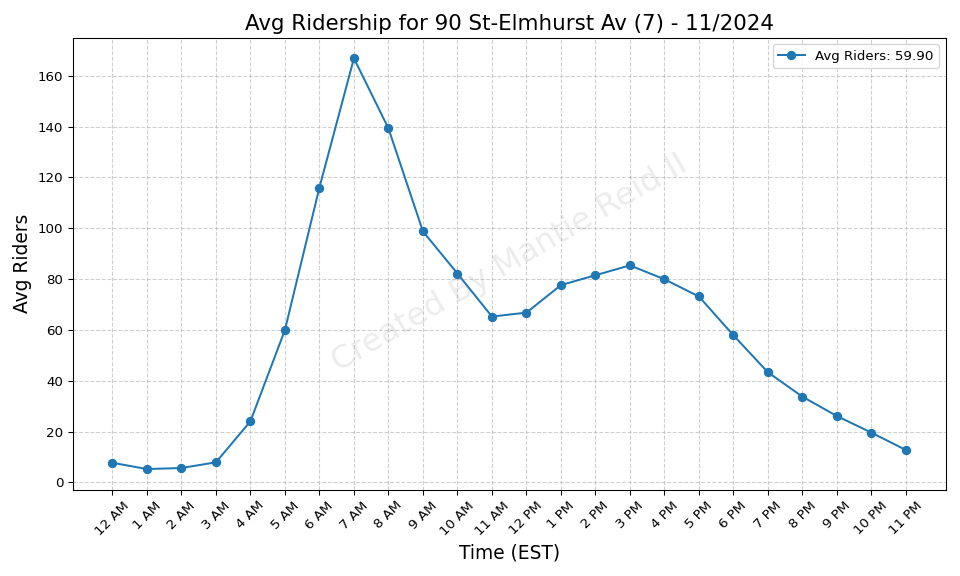 Avg Ridership for 90 St-Elmhurst Av (7) - 11/2024
Avg Riders: 59.90
Avg Riders
160
140
120
100
80
60
40
20
0
Created By Mantie Reid II
12 AM
1 AM
2 AM
3 AM
4 AM
5 AM
6 AM
7 AM
8 AM
9 AM
10 AM
11 AM
12 PM
1 PM
2 PM
3 PM
4 PM
5 PM
6 PM
7 PM
8 PM
9 PM
10 PM
11 PM
Time (EST)